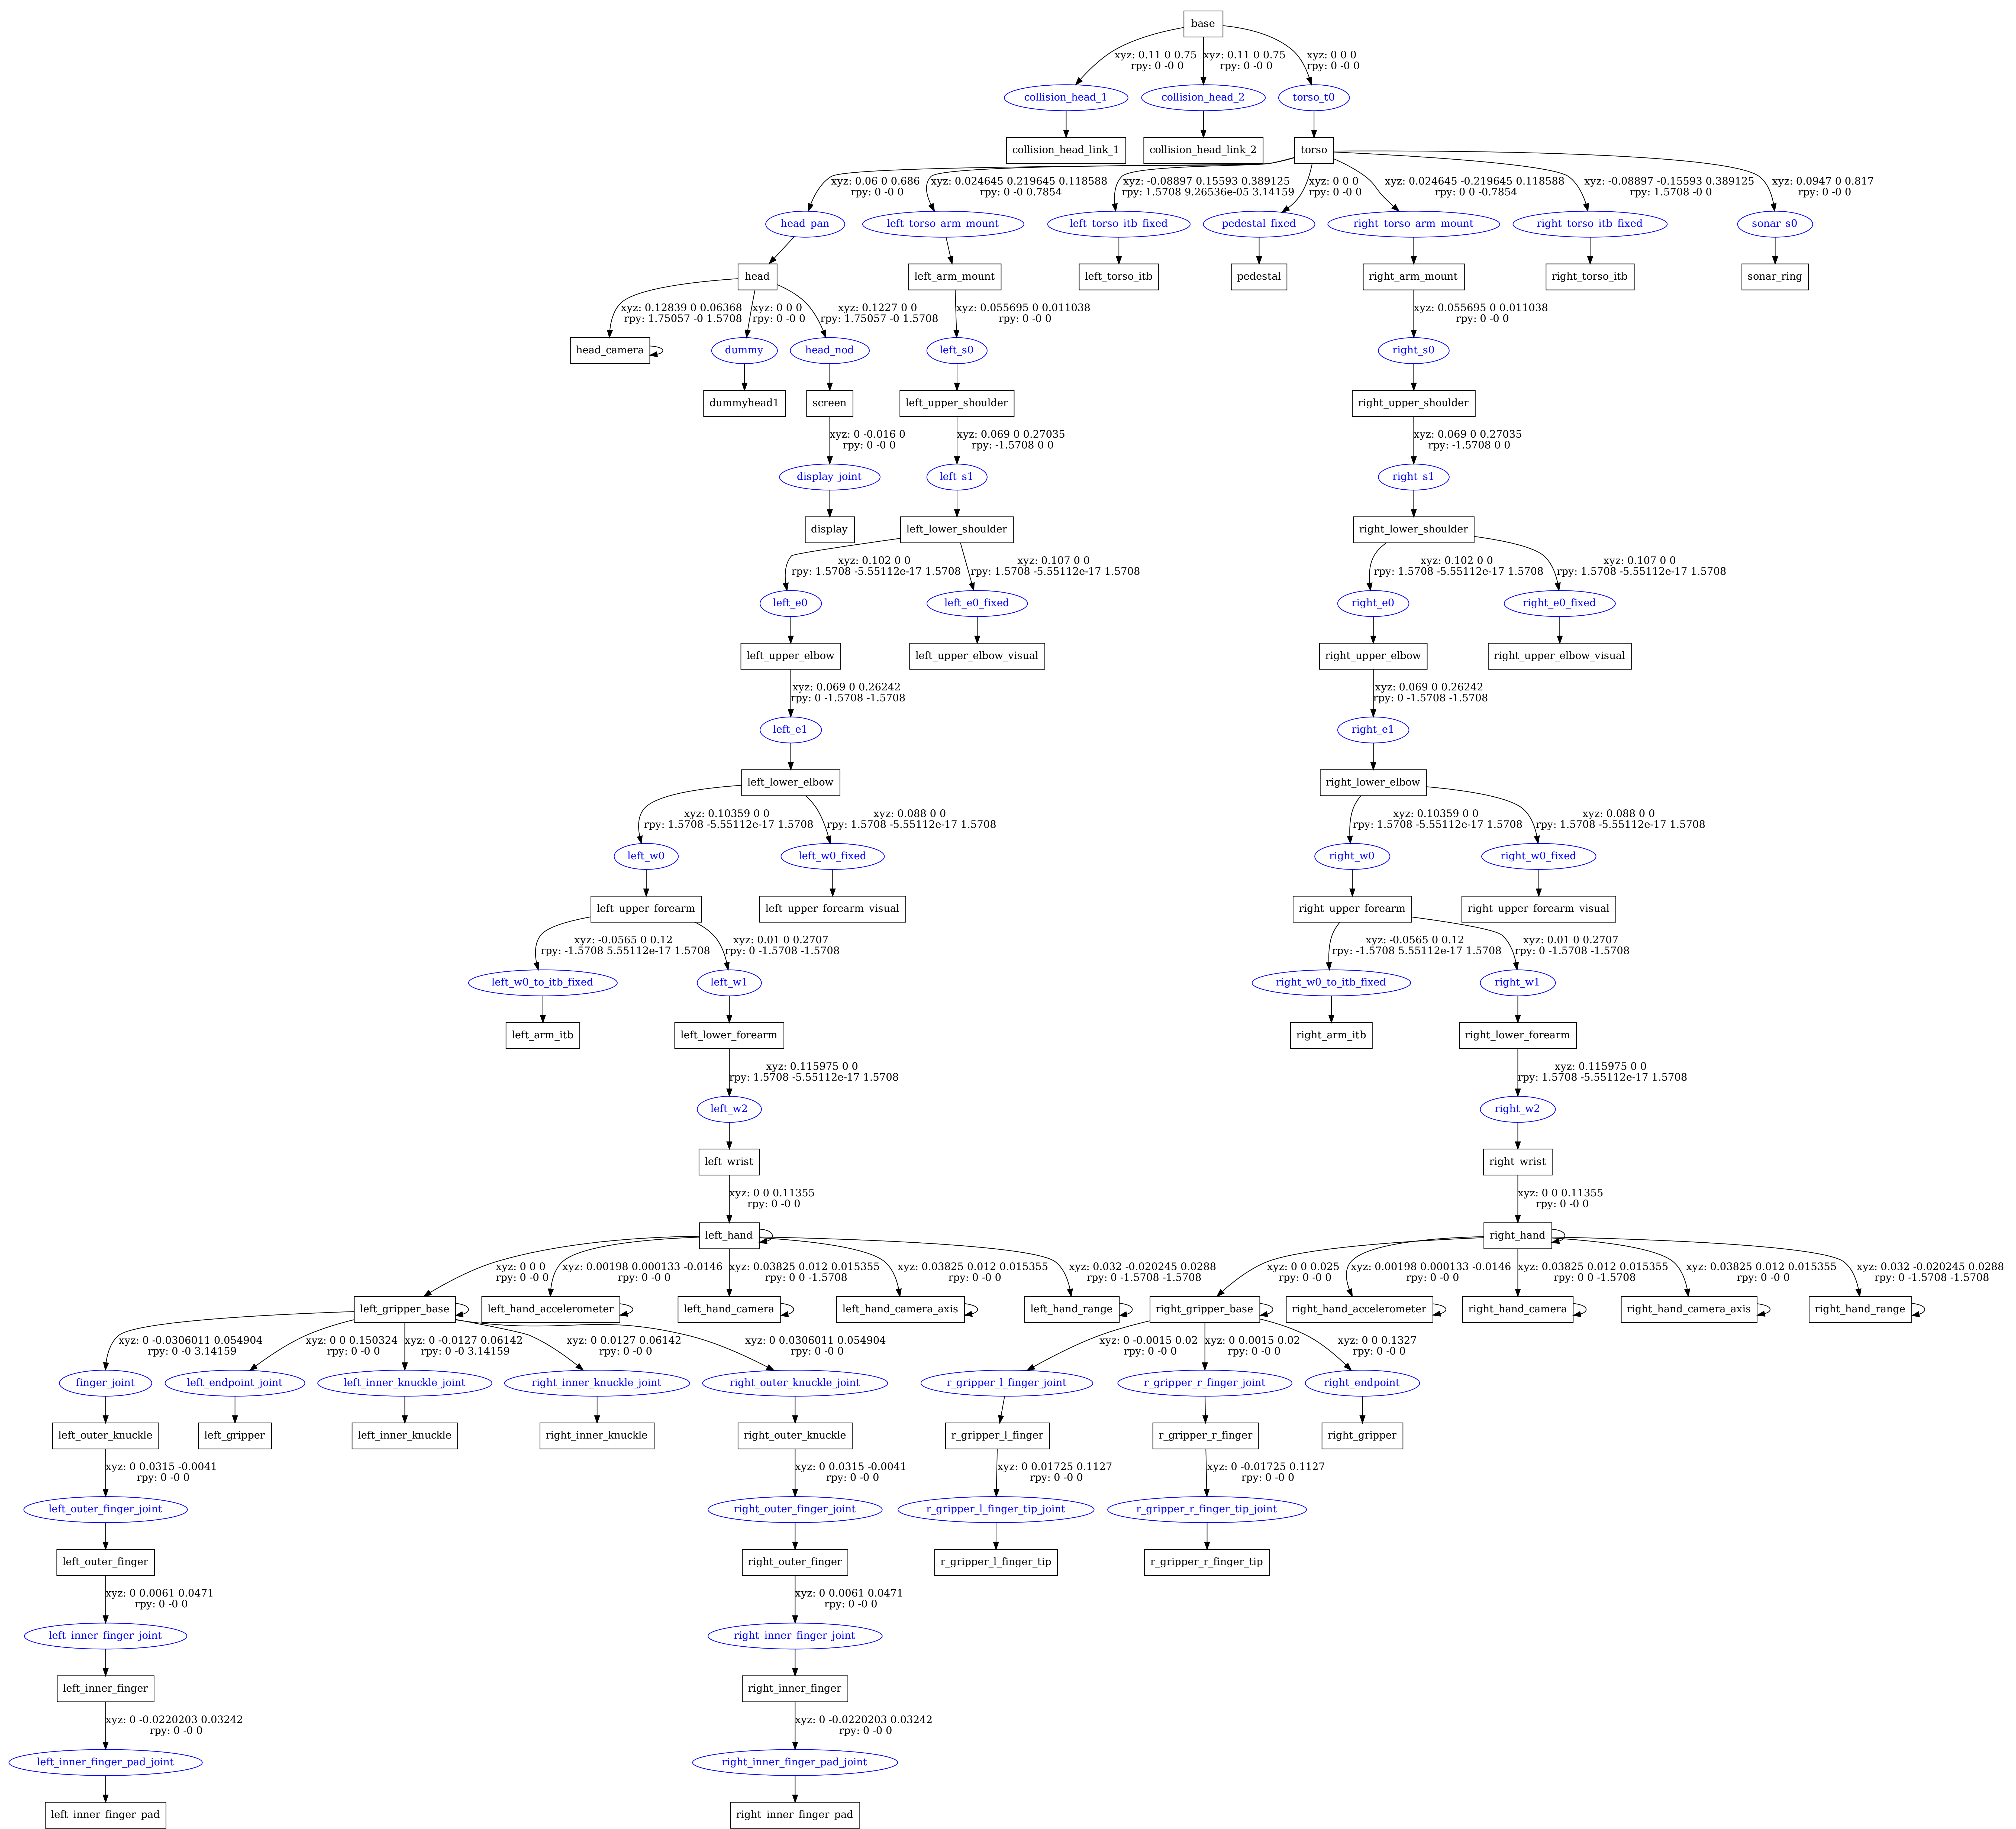 base
xyz: 0.11 0 0.75
rpy: 0 -0 0
xyz: 0.11 0 0.75
rpy: 0 -0 0
xyz: 0 0 0
rpy: 0 -0 0
collision_head_1
collision_head_2
torso_t0
collision_head_link_1
collision_head_link_2
torso
xyz: 0.06 0 0.686
rpy: 0 -0 0
xyz: 0.024645 0.219645 0.118588
rpy: 0 -0 0.7854
xyz: -0.08897 0.15593 0.389125
rpy: 1.5708 9.26536e-05 3.14159
xyz: 0 0 0
rpy: 0 -0 0
xyz: 0.024645 -0.219645 0.118588
rpy: 0 0 -0.7854
xyz: -0.08897 -0.15593 0.389125
rpy: 1.5708 -0 0
xyz: 0.0947 0 0.817
rpy: 0 -0 0
head_pan
left_torso_arm_mount
left_torso_itb_fixed
pedestal_fixed
right_torso_arm_mount
right_torso_itb_fixed
sonar_s0
head
left_arm_mount
left_torso_itb
pedestal
right_arm_mount
right_torso_itb
sonar_ring
xyz: 0.12839 0 0.06368
rpy: 1.75057 -0 1.5708
xyz: 0 0 0
rpy: 0 -0 0
xyz: 0.1227 0 0
rpy: 1.75057 -0 1.5708
xyz: 0.055695 0 0.011038
rpy: 0 -0 0
xyz: 0.055695 0 0.011038
rpy: 0 -0 0
head_camera
dummy
head_nod
left_s0
right_s0
dummyhead1
screen
left_upper_shoulder
right_upper_shoulder
xyz: 0 -0.016 0
rpy: 0 -0 0
xyz: 0.069 0 0.27035
rpy: -1.5708 0 0
xyz: 0.069 0 0.27035
rpy: -1.5708 0 0
display_joint
left_s1
right_s1
display
left_lower_shoulder
right_lower_shoulder
xyz: 0.102 0 0
rpy: 1.5708 -5.55112e-17 1.5708
xyz: 0.107 0 0
rpy: 1.5708 -5.55112e-17 1.5708
xyz: 0.102 0 0
rpy: 1.5708 -5.55112e-17 1.5708
xyz: 0.107 0 0
rpy: 1.5708 -5.55112e-17 1.5708
left_e0
left_e0_fixed
right_e0
right_e0_fixed
left_upper_elbow
left_upper_elbow_visual
right_upper_elbow
right_upper_elbow_visual
xyz: 0.069 0 0.26242
rpy: 0 -1.5708 -1.5708
xyz: 0.069 0 0.26242
rpy: 0 -1.5708 -1.5708
left_e1
right_e1
left_lower_elbow
right_lower_elbow
xyz: 0.10359 0 0
rpy: 1.5708 -5.55112e-17 1.5708
xyz: 0.088 0 0
rpy: 1.5708 -5.55112e-17 1.5708
xyz: 0.10359 0 0
rpy: 1.5708 -5.55112e-17 1.5708
xyz: 0.088 0 0
rpy: 1.5708 -5.55112e-17 1.5708
left_w0
left_w0_fixed
right_w0
right_w0_fixed
left_upper_forearm
left_upper_forearm_visual
right_upper_forearm
right_upper_forearm_visual
xyz: -0.0565 0 0.12
rpy: -1.5708 5.55112e-17 1.5708
xyz: 0.01 0 0.2707
rpy: 0 -1.5708 -1.5708
xyz: -0.0565 0 0.12
rpy: -1.5708 5.55112e-17 1.5708
xyz: 0.01 0 0.2707
rpy: 0 -1.5708 -1.5708
left_w0_to_itb_fixed
left_w1
right_w0_to_itb_fixed
right_w1
left_arm_itb
left_lower_forearm
right_arm_itb
right_lower_forearm
xyz: 0.115975 0 0
rpy: 1.5708 -5.55112e-17 1.5708
xyz: 0.115975 0 0
rpy: 1.5708 -5.55112e-17 1.5708
left_w2
right_w2
left_wrist
right_wrist
xyz: 0 0 0.11355
rpy: 0 -0 0
xyz: 0 0 0.11355
rpy: 0 -0 0
left_hand
right_hand
xyz: 0 0 0
rpy: 0 -0 0
xyz: 0.00198 0.000133 -0.0146
rpy: 0 -0 0
xyz: 0.03825 0.012 0.015355
rpy: 0 0 -1.5708
xyz: 0.03825 0.012 0.015355
rpy: 0 -0 0
xyz: 0.032 -0.020245 0.0288
rpy: 0 -1.5708 -1.5708
xyz: 0 0 0.025
rpy: 0 -0 0
xyz: 0.00198 0.000133 -0.0146
rpy: 0 -0 0
xyz: 0.03825 0.012 0.015355
rpy: 0 0 -1.5708
xyz: 0.03825 0.012 0.015355
rpy: 0 -0 0
xyz: 0.032 -0.020245 0.0288
rpy: 0 -1.5708 -1.5708
left_gripper_base
left_hand_accelerometer
left_hand_camera
left_hand_camera_axis
left_hand_range
right_gripper_base
right_hand_accelerometer
right_hand_camera
right_hand_camera_axis
right_hand_range
xyz: 0 -0.0306011 0.054904
rpy: 0 -0 3.14159
xyz: 0 0 0.150324
rpy: 0 -0 0
xyz: 0 -0.0127 0.06142
rpy: 0 -0 3.14159
xyz: 0 0.0127 0.06142
rpy: 0 -0 0
xyz: 0 0.0306011 0.054904
rpy: 0 -0 0
xyz: 0 -0.0015 0.02
rpy: 0 -0 0
xyz: 0 0.0015 0.02
rpy: 0 -0 0
xyz: 0 0 0.1327
rpy: 0 -0 0
finger_joint
left_endpoint_joint
left_inner_knuckle_joint
right_inner_knuckle_joint
right_outer_knuckle_joint
r_gripper_l_finger_joint
r_gripper_r_finger_joint
right_endpoint
left_outer_knuckle
left_gripper
left_inner_knuckle
right_inner_knuckle
right_outer_knuckle
r_gripper_l_finger
r_gripper_r_finger
right_gripper
xyz: 0 0.0315 -0.0041
rpy: 0 -0 0
xyz: 0 0.0315 -0.0041
rpy: 0 -0 0
xyz: 0 0.01725 0.1127
rpy: 0 -0 0
xyz: 0 -0.01725 0.1127
rpy: 0 -0 0
left_outer_finger_joint
right_outer_finger_joint
r_gripper_l_finger_tip_joint
r_gripper_r_finger_tip_joint
left_outer_finger
right_outer_finger
r_gripper_l_finger_tip
r_gripper_r_finger_tip
xyz: 0 0.0061 0.0471
rpy: 0 -0 0
xyz: 0 0.0061 0.0471
rpy: 0 -0 0
left_inner_finger_joint
right_inner_finger_joint
left_inner_finger
right_inner_finger
xyz: 0 -0.0220203 0.03242
rpy: 0 -0 0
xyz: 0 -0.0220203 0.03242
rpy: 0 -0 0
left_inner_finger_pad_joint
right_inner_finger_pad_joint
left_inner_finger_pad
right_inner_finger_pad